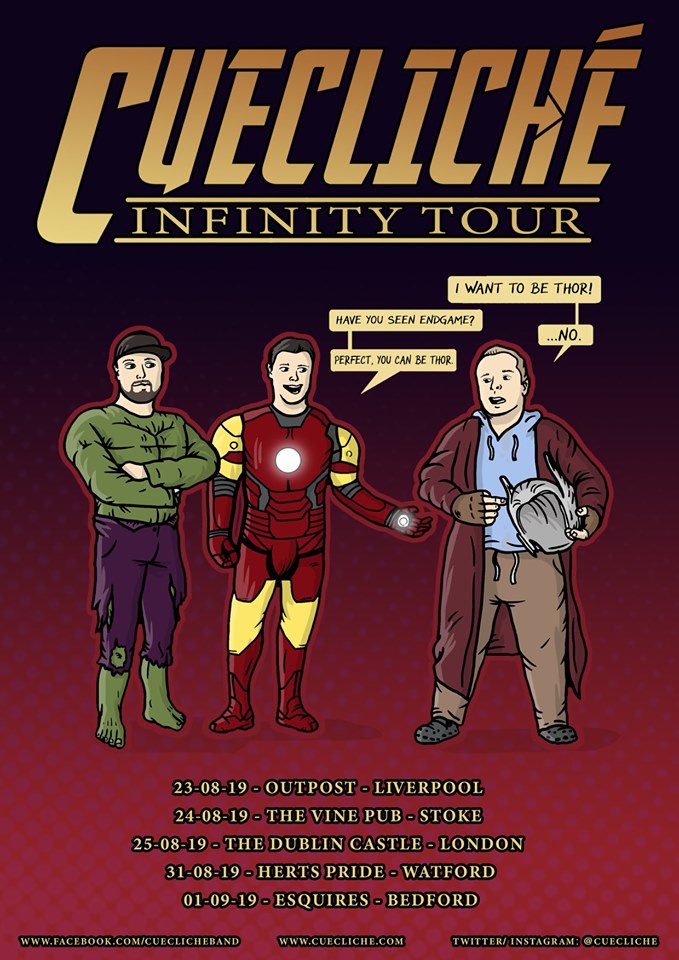 CUECLICHÉ
INFINITY TOUR
I WANT TO BE THOR!
HAVE YOU SEEN ENDGAME?
...NO.
PERFECT, YOU CAN BE THOR.
23-08-19 - OUTPOST - LIVERPOOL
24-08-19 - THE VINE PUB - STOKE
25-08-19 - THE DUBLIN CASTLE - LONDON
31-08-19 - HERTS PRIDE - WATFORD
01-09-19 - ESQUIRES - BEDFORD
WWW.FACEBOOK.COM/CUECLICHEBAND WWW.CUECLICHE.COM TWITTER/ INSTAGRAM: @CUECLICHE